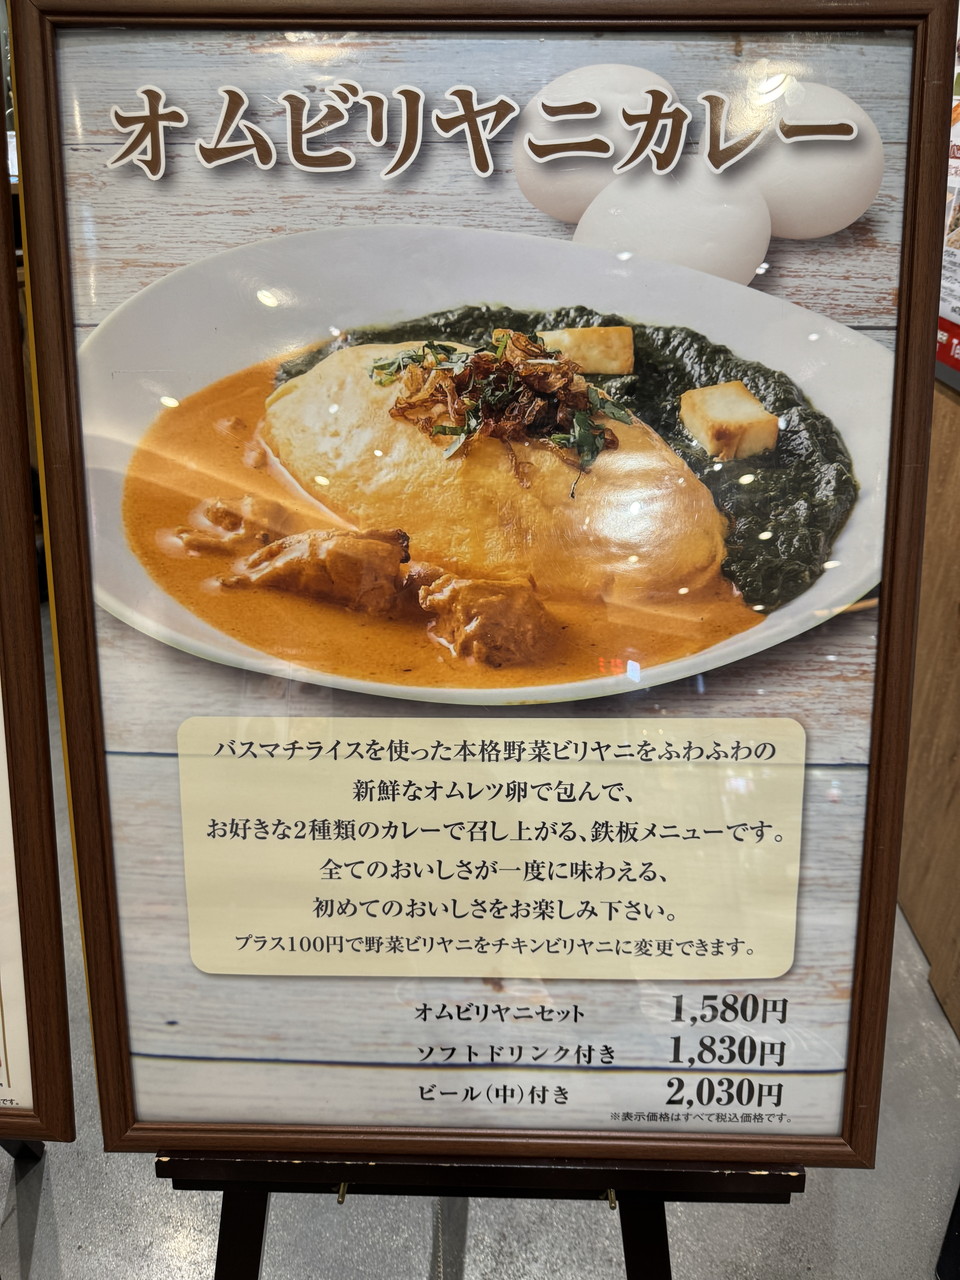 オムビリヤニカレー
バスマチライスを使った本格野菜ビリヤニをふわふわの
新鮮なオムレツ卵で包んで、
お好きな2種類のカレーで召し上がる、鉄板メニューです。
全てのおいしさが一度に味わえる、
初めてのおいしさをお楽しみ下さい。
プラス100円で野菜ビリヤニをチキンビリヤニに変更できます。
オムビリヤニセット 1,580円
ソフトドリンク付き 1,830円
ビール(中)付き 2,030円
※表示価格はすべて税込価格です。
です。